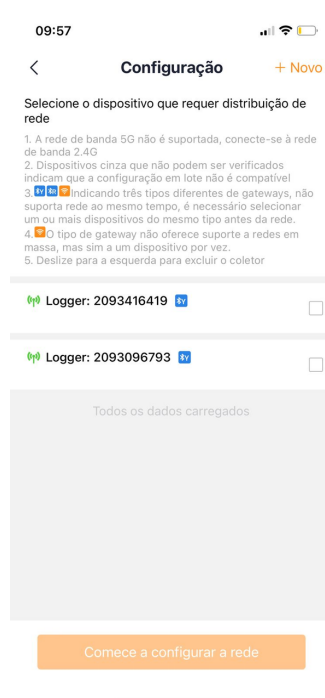 09:57
Configuração
+ Novo
Selecione o dispositivo que requer distribuição de
rede
1. A rede de banda 5G não é suportada, conecte-se à rede
de banda 2.4G
2. Dispositivos cinza que não podem ser verificados
indicam que a configuração em lote não é compatível
3. Indicando três tipos diferentes de gateways, não
suporta rede ao mesmo tempo, é necessário selecionar
um ou mais dispositivos do mesmo tipo antes da rede.
4. O tipo de gateway não oferece suporte a redes em
massa, mas sim a um dispositivo por vez.
5. Deslize para a esquerda para excluir o coletor
Logger: 2093416419
Logger: 2093096793
Todos os dados carregados
Comece a configurar a rede